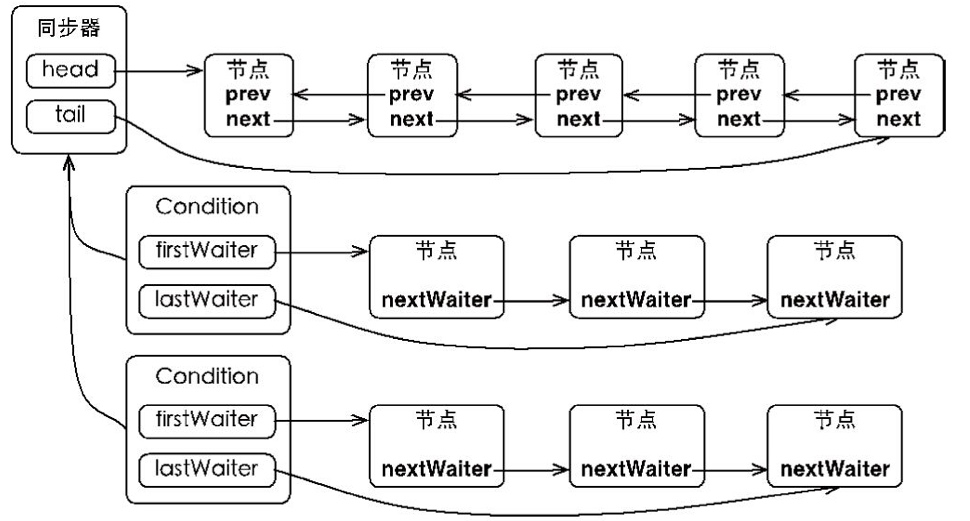 同步器
head
tail
节点 节点 节点 节点 节点
prev prev prev prev prev
next next next next next
Condition
firstWaiter
lastWaiter
节点 节点 节点
nextWaiter nextWaiter nextWaiter
Condition
firstWaiter
lastWaiter
节点 节点 节点
nextWaiter nextWaiter nextWaiter